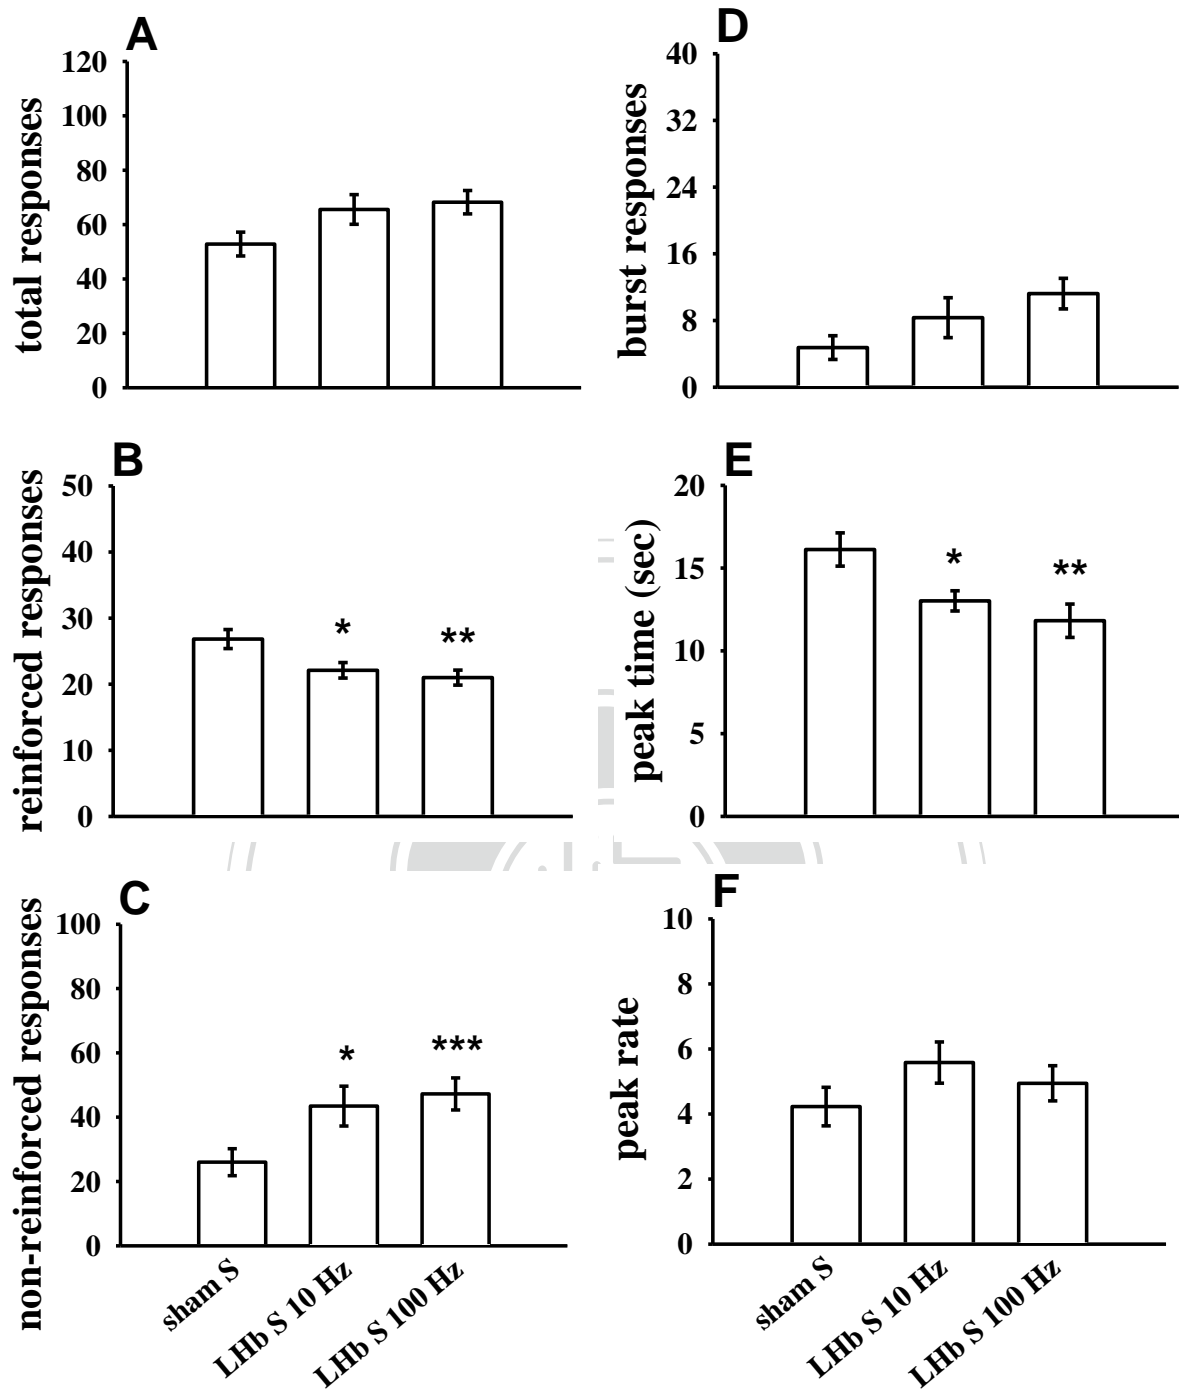 A
total responses
120
100
80
60
40
20
0
D
burst responses
40
32
24
16
8
0
B
reinforced responses
50
40
30
20
10
0
*
**
E
peak time (sec)
20
15
10
5
0
*
**
C
non-reinforced responses
100
80
60
40
20
0
*
***
sham S
LHb S 10 Hz
LHb S 100 Hz
F
peak rate
10
8
6
4
2
0
sham S
LHb S 10 Hz
LHb S 100 Hz